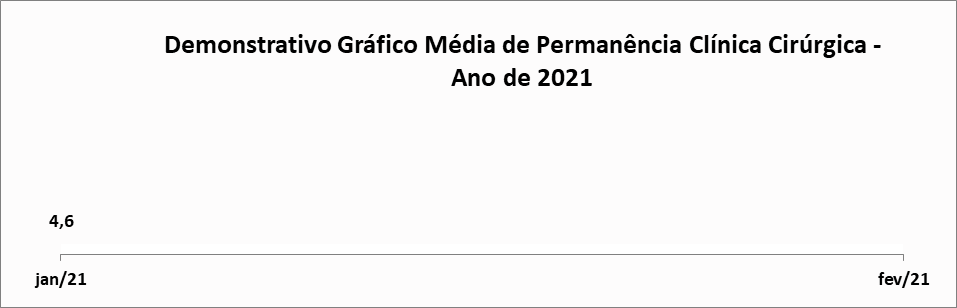 Demonstrativo Gráfico Média de Permanência Clínica Cirúrgica -
Ano de 2021
4,6
jan/21
fev/21